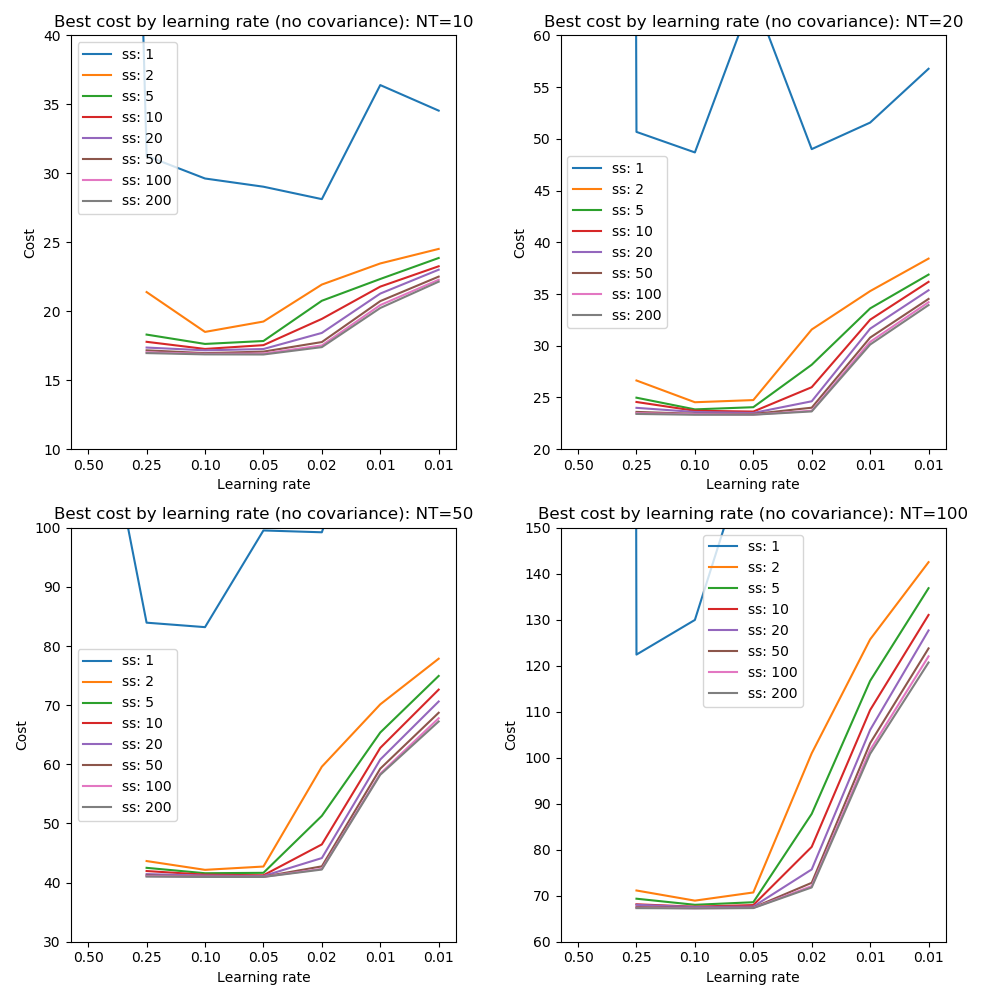 Best cost by learning rate (no covariance): NT=10
40
35
30
25
20
15
10
Cost
ss: 1
ss: 2
ss: 5
ss: 10
ss: 20
ss: 50
ss: 100
ss: 200
0.50 0.25 0.10 0.05 0.02 0.01 0.01
Learning rate
Best cost by learning rate (no covariance): NT=20
60
55
50
45
40
35
30
25
20
Cost
ss: 1
ss: 2
ss: 5
ss: 10
ss: 20
ss: 50
ss: 100
ss: 200
0.50 0.25 0.10 0.05 0.02 0.01 0.01
Learning rate
Best cost by learning rate (no covariance): NT=50
100
90
80
70
60
50
40
30
Cost
ss: 1
ss: 2
ss: 5
ss: 10
ss: 20
ss: 50
ss: 100
ss: 200
0.50 0.25 0.10 0.05 0.02 0.01 0.01
Learning rate
Best cost by learning rate (no covariance): NT=100
150
140
130
120
110
100
90
80
70
60
Cost
ss: 1
ss: 2
ss: 5
ss: 10
ss: 20
ss: 50
ss: 100
ss: 200
0.50 0.25 0.10 0.05 0.02 0.01 0.01
Learning rate